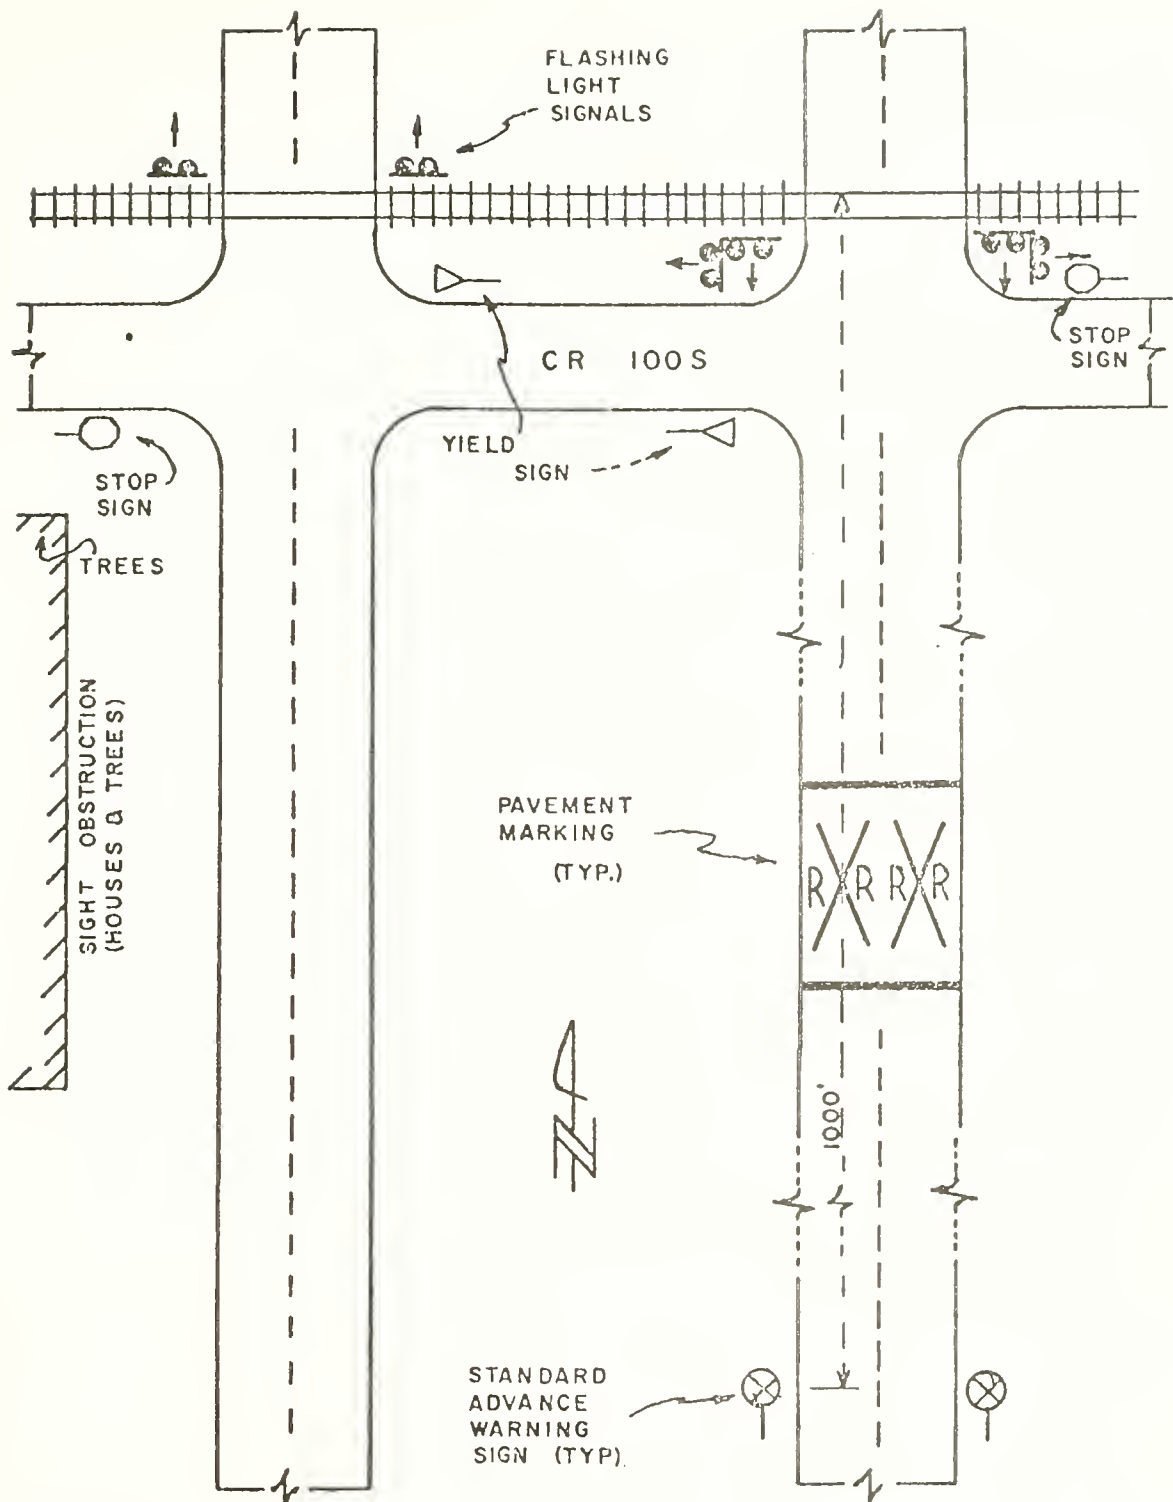 FLASHING
LIGHT
SIGNALS
CR 100S
STOP
SIGN
YIELD
SIGN
STOP
SIGN
TREES
SIGHT OBSTRUCTION
(HOUSES & TREES)
PAVEMENT
MARKING
(TYP.)
R R R R
1000'
N
STANDARD
ADVANCE
WARNING
SIGN (TYP).